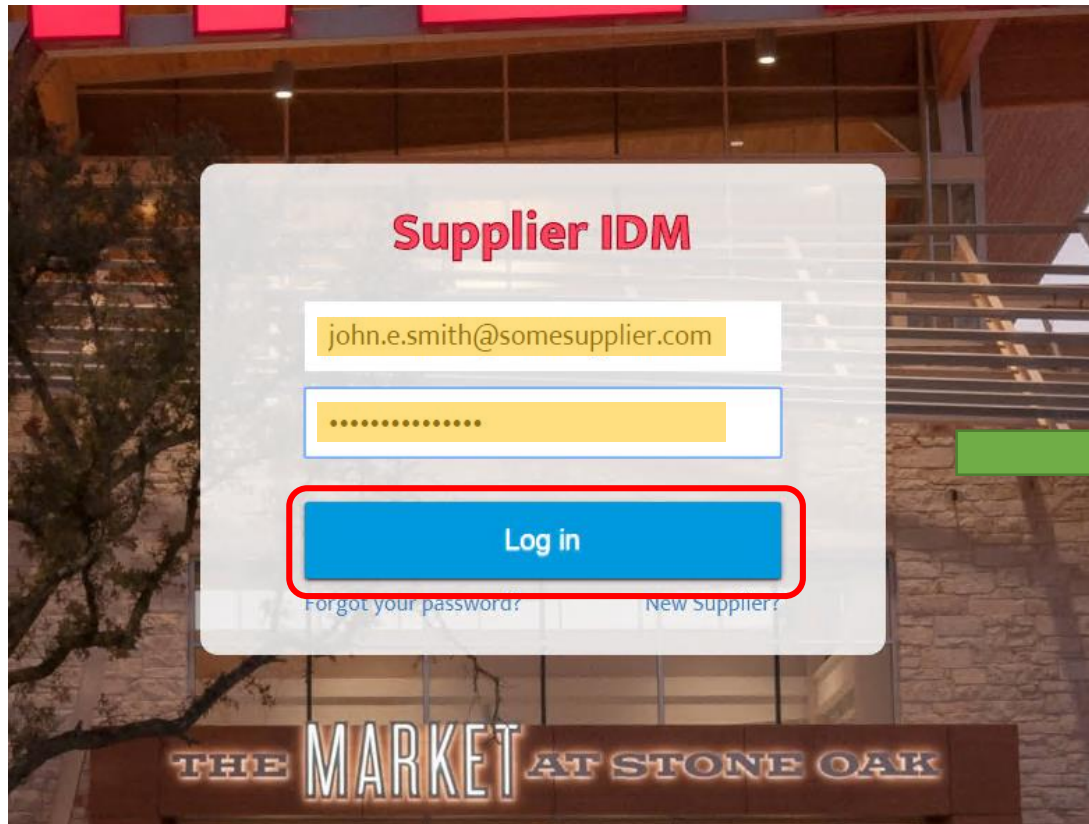 Supplier IDM
john.e.smith@somesupplier.com
•••••••••••••••
Log in
Forgot your password? New Supplier?
THE MARKET AT STONE OAK